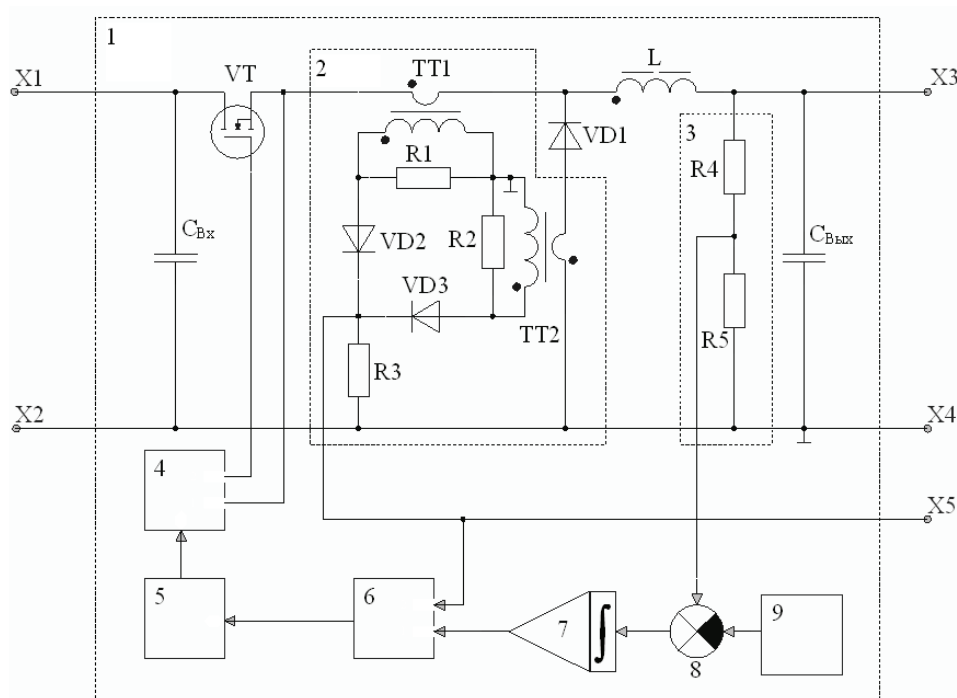 1
X1
VT
2
TT1
L
X3
VD1
3
R1
R4
C_Вх
VD2
R2
C_Вых
VD3
R5
TT2
R3
X2
X4
4
X5
5
6
7
∫
8
9